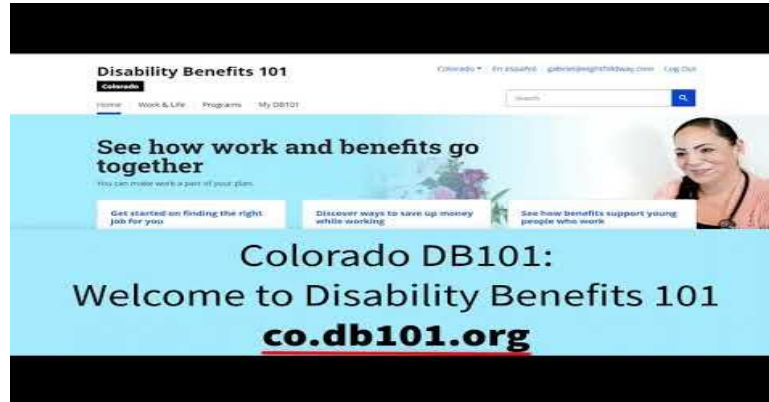 Disability Benefits 101
Colorado
Colorado En español gabriel@eightfoldway.com Log Out
Home Work & Life Programs My DB101
Search
See how work and benefits go
together
You can make work a part of your plan.
Get started on finding the right
job for you
Discover ways to save up money
while working
See how benefits support young
people who work
Colorado DB101:
Welcome to Disability Benefits 101
co.db101.org